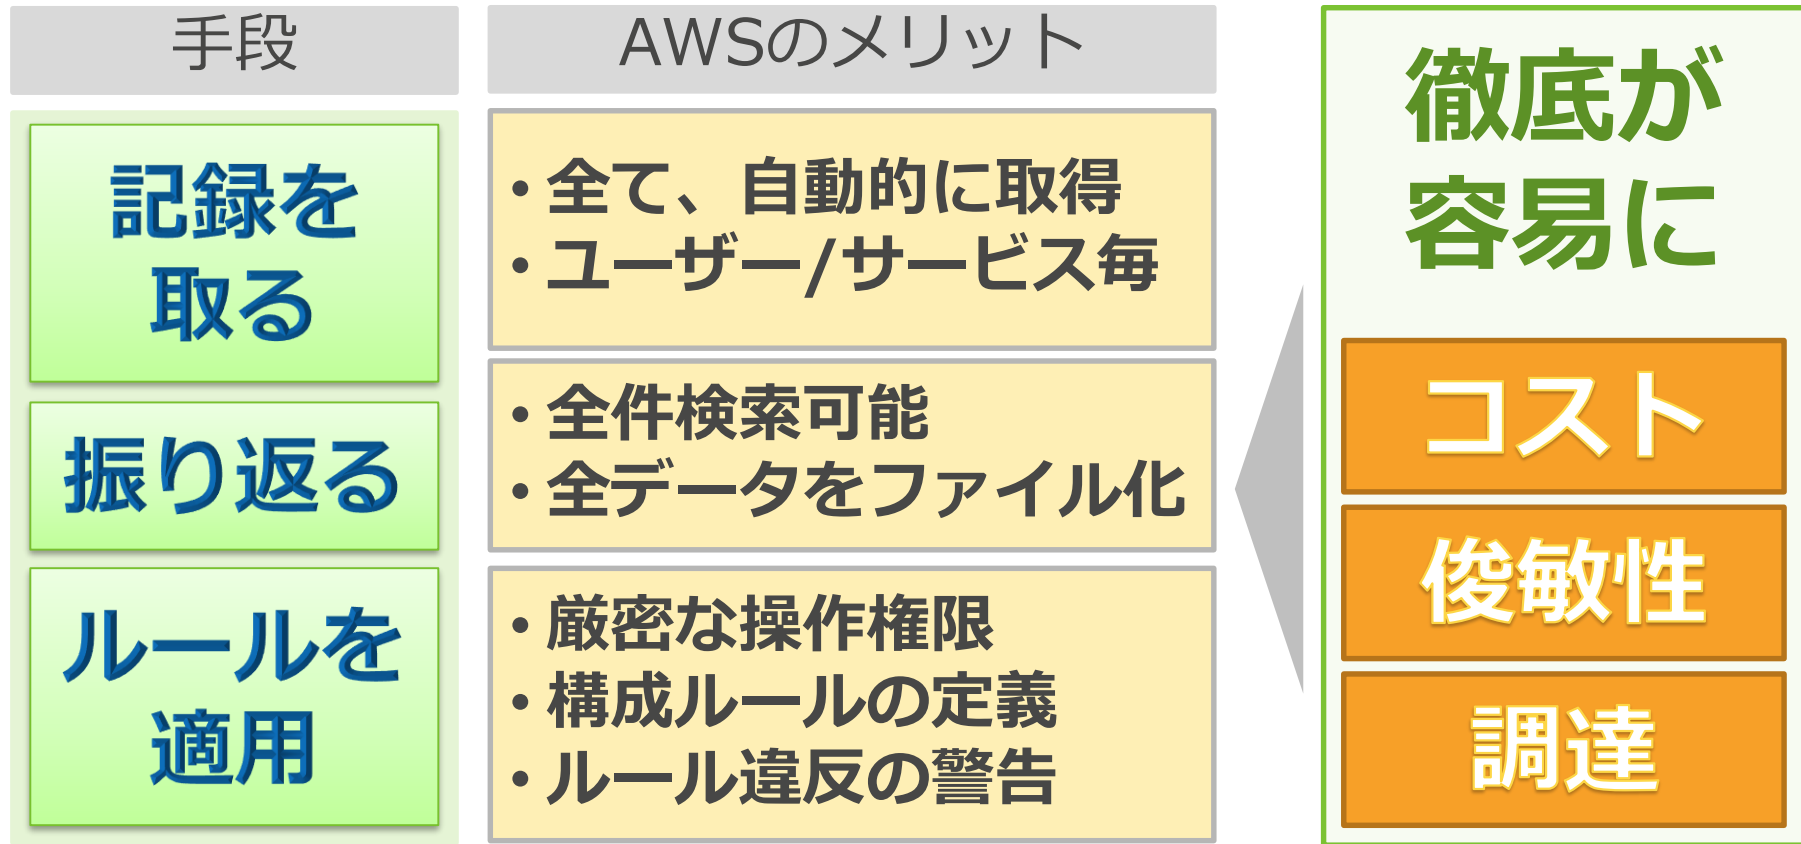 手段
AWSのメリット
記録を
取る
・全て、自動的に取得
・ユーザー/サービス毎
振り返る
・全件検索可能
・全データをファイル化
ルールを
適用
・厳密な操作権限
・構成ルールの定義
・ルール違反の警告
徹底が
容易に
コスト
俊敏性
調達